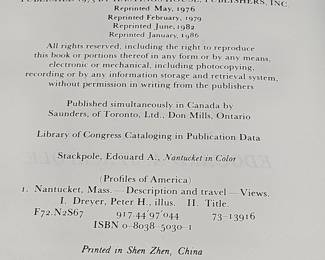 PUBLISHERS, INC.
Reprinted May, 1976
Reprinted February, 1979
Reprinted June, 1982
Reprinted January, 1986
All rights reserved, including the right to reproduce
this book or portions thereof in any form or by any means,
electronic or mechanical, including photocopying,
recording or by any information storage and retrieval system,
without permission in writing from the publishers
Published simultaneously in Canada by
Saunders, of Toronto, Ltd., Don Mills, Ontario
Library of Congress Cataloging in Publication Data
Stackpole, Edouard A., Nantucket in Color
(Profiles of America)
1. Nantucket, Mass.—Description and travel—Views.
I. Dreyer, Peter H., illus. II. Title.
F72.N2S67 917.44'97'044 73-13916
ISBN 0-8038-5030-1
Printed in Shen Zhen, China